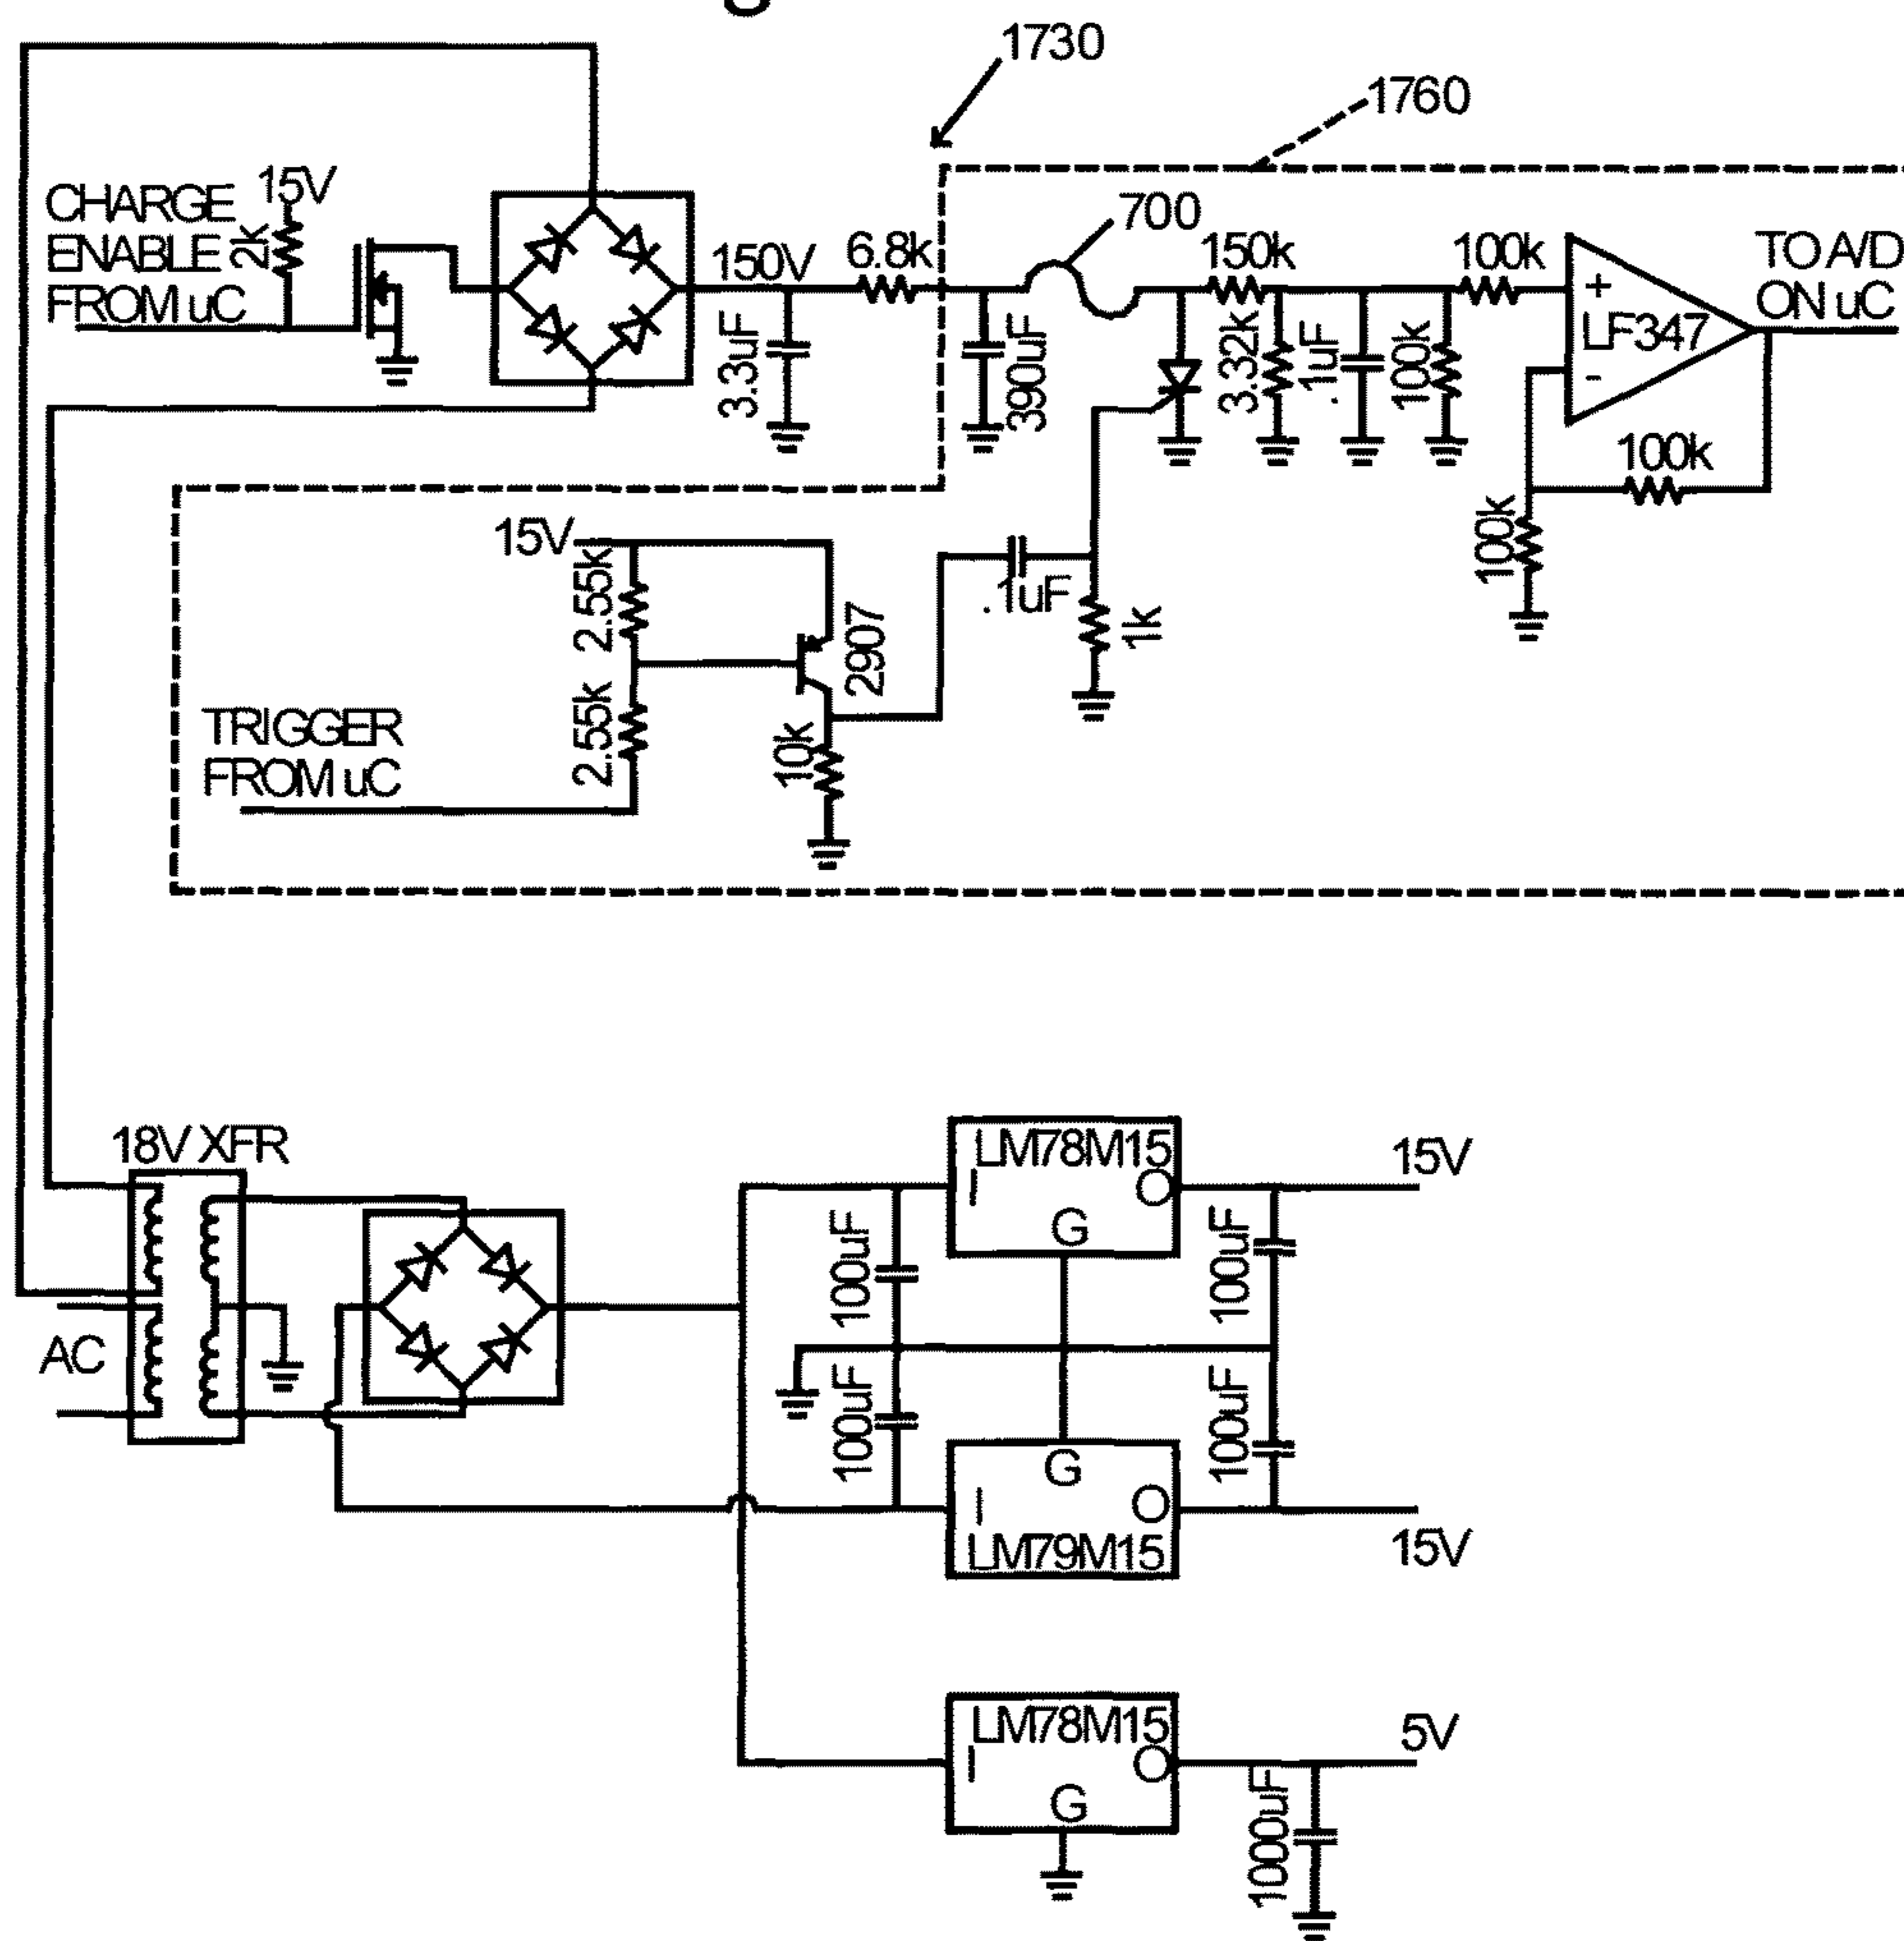 1730
1760
CHARGE
ENABLE
FROM uC
15V
2k
150V
6.8k
3.3uF
390uF
700
150k
3.32k
.1uF
100k
100k
+
-
LF347
TO A/D
ON uC
100k
100k
15V
2.55k
2.55k
2907
10k
.1uF
1k
TRIGGER
FROM uC
18V XFR
AC
100uF
100uF
LM78M15
I
O
G
100uF
100uF
15V
G
I
O
LM79M15
15V
LM78M15
I
O
G
5V
1000uF